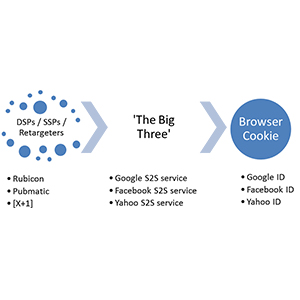 DSPs / SSPs /
Retargeters
'The Big
Three'
Browser
Cookie
• Rubicon
• Pubmatic
• [X+1]
• Google S2S service
• Facebook S2S service
• Yahoo S2S service
• Google ID
• Facebook ID
• Yahoo ID